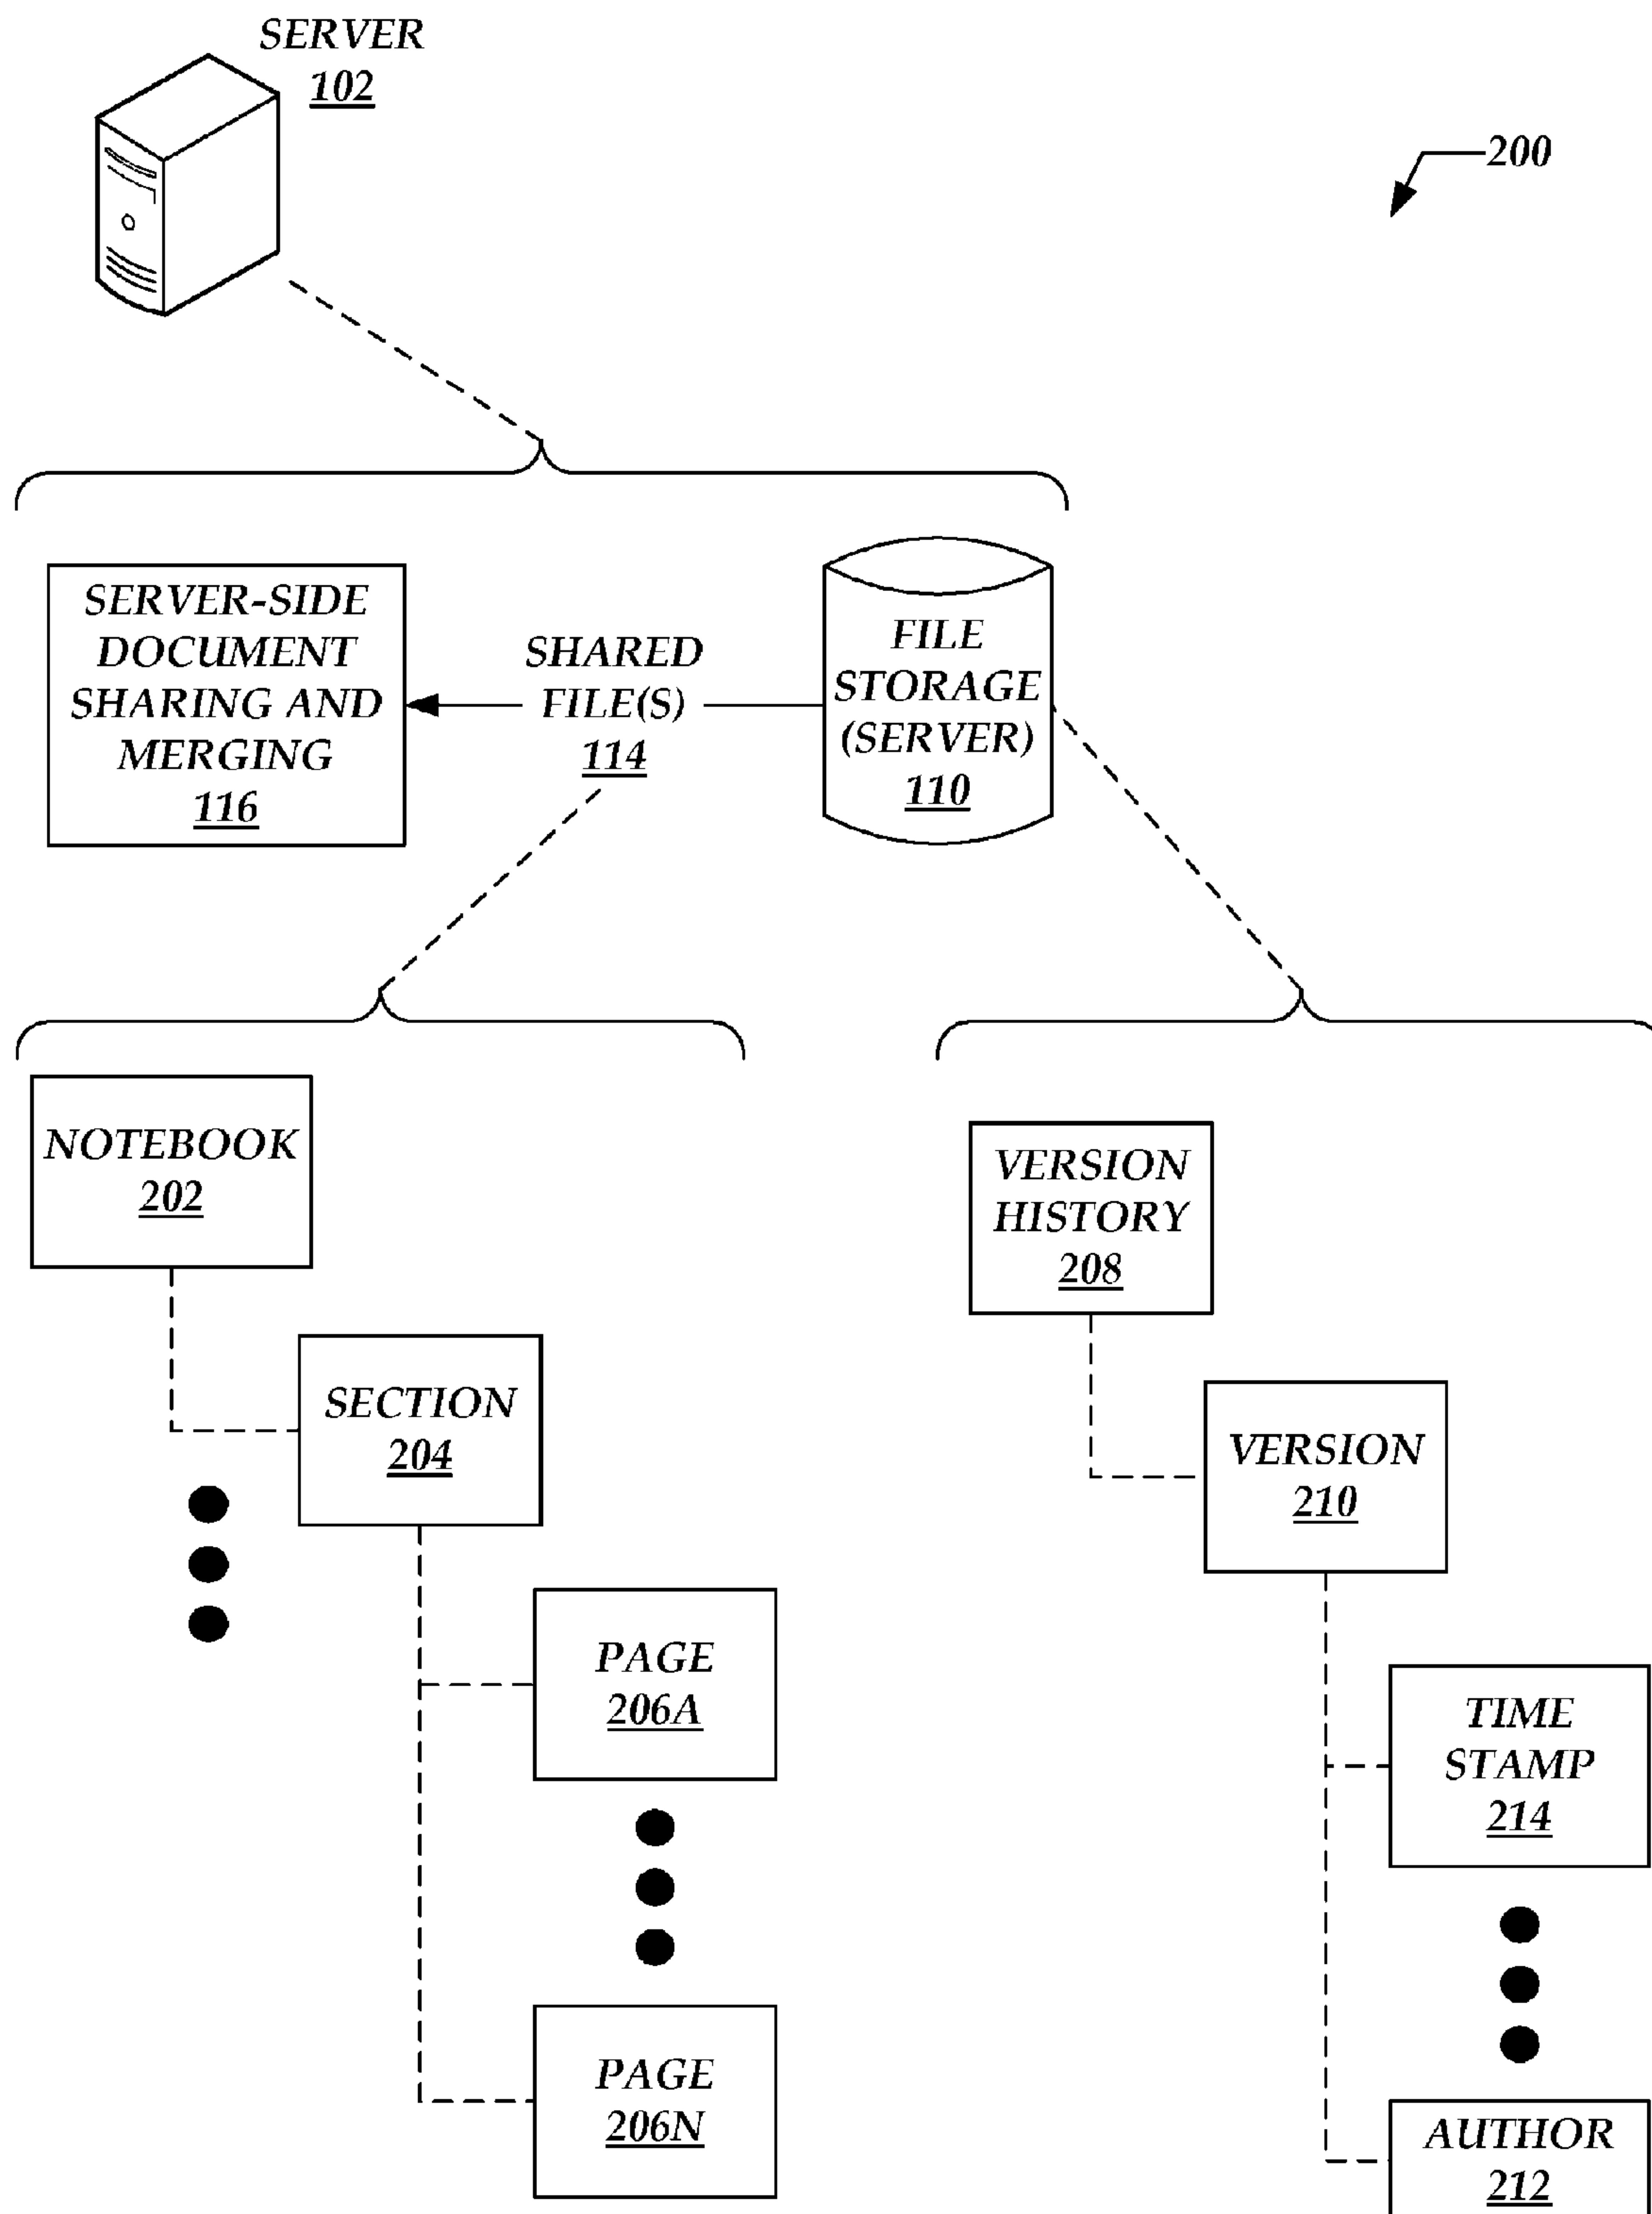 SERVER
102
200
SERVER-SIDE
DOCUMENT
SHARING AND
MERGING
116
SHARED
FILE(S)
114
FILE
STORAGE
(SERVER)
110
NOTEBOOK
202
SECTION
204
PAGE
206A
PAGE
206N
VERSION
HISTORY
208
VERSION
210
TIME
STAMP
214
AUTHOR
212